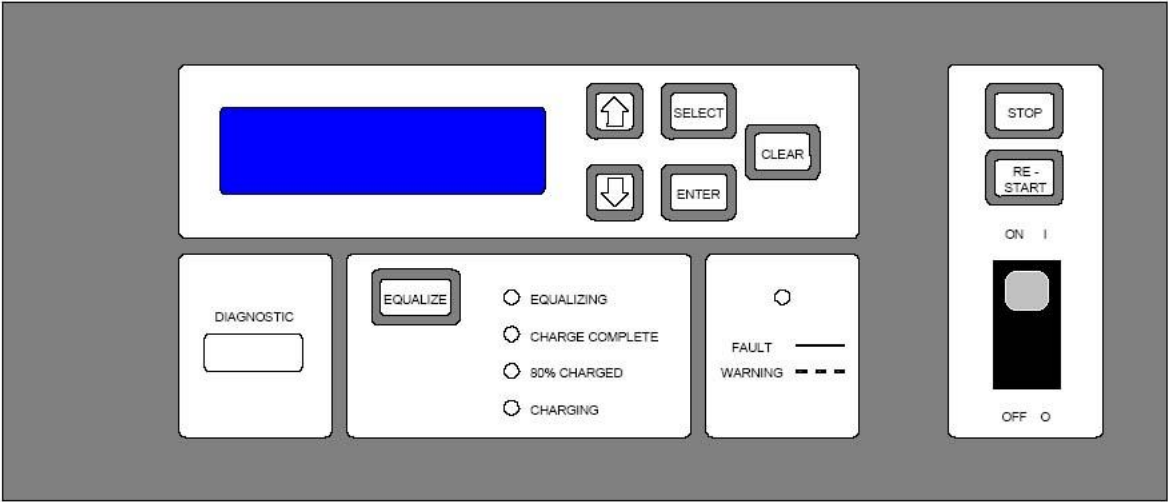 SELECT
CLEAR
ENTER
STOP
RE -
START
ON I
OFF O
DIAGNOSTIC
EQUALIZE
EQUALIZING
CHARGE COMPLETE
80% CHARGED
CHARGING
FAULT
WARNING